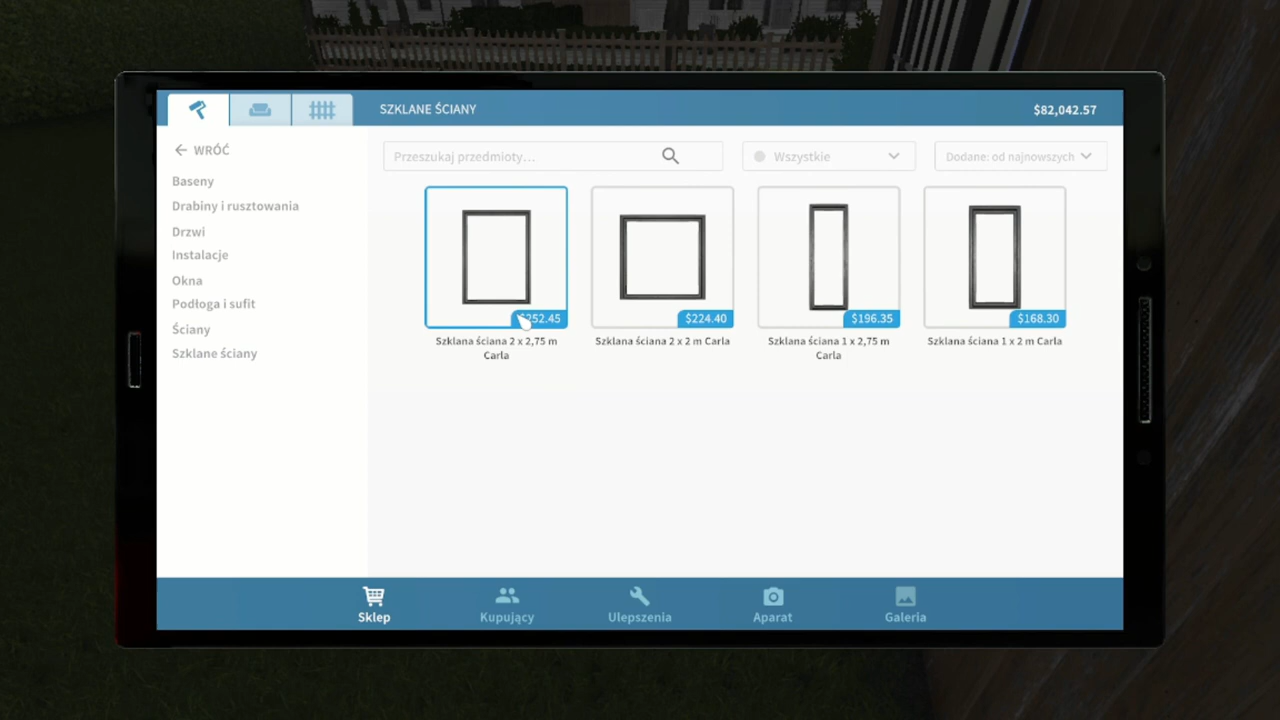 SZKLANE ŚCIANY
$82,042.57
WRÓĆ
Przeszukaj przedmioty...
Wszystkie
Dodane: od najnowszych
Baseny
Drabiny i rusztowania
Drzwi
Instalacje
Okna
Podłoga i sufit
Ściany
Szklane ściany
$252.45
$224.40
$196.35
$168.30
Szklana ściana 2 x 2,75 m
Carla
Szklana ściana 2 x 2 m Carla
Szklana ściana 1 x 2,75 m
Carla
Szklana ściana 1 x 2 m Carla
Sklep
Kupujący
Ulepszenia
Aparat
Galeria